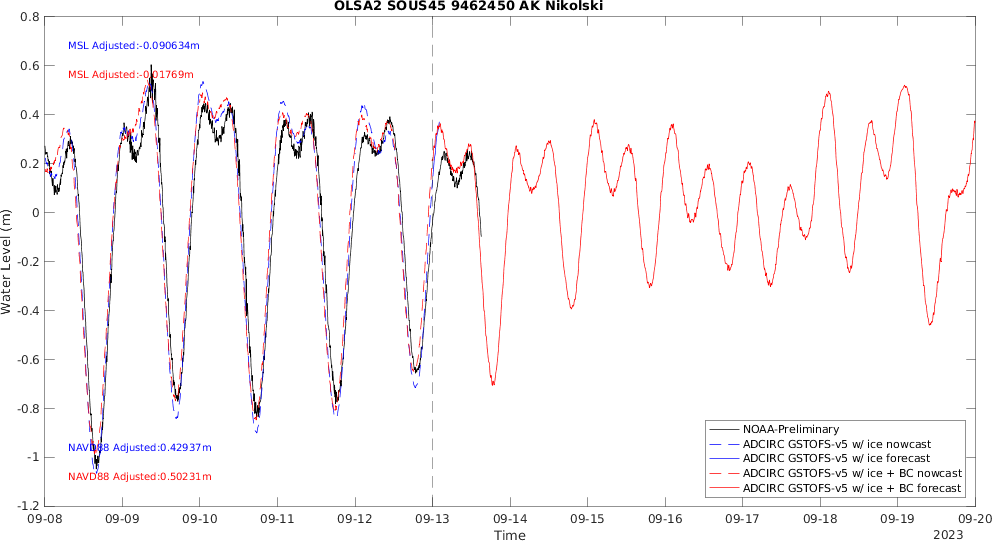 OLSA2 SOUS45 9462450 AK Nikolski
0.8
0.6
0.4
0.2
0
-0.2
-0.4
-0.6
-0.8
-1
-1.2
Water Level (m)
MSL Adjusted:-0.090634m
MSL Adjusted:-0.01769m
NAVD88 Adjusted:0.42937m
NAVD88 Adjusted:0.50231m
NOAA-Preliminary
ADCIRC GSTOFS-v5 w/ ice nowcast
ADCIRC GSTOFS-v5 w/ ice forecast
ADCIRC GSTOFS-v5 w/ ice + BC nowcast
ADCIRC GSTOFS-v5 w/ ice + BC forecast
09-08 09-09 09-10 09-11 09-12 09-13 09-14 09-15 09-16 09-17 09-18 09-19 09-20
Time
2023